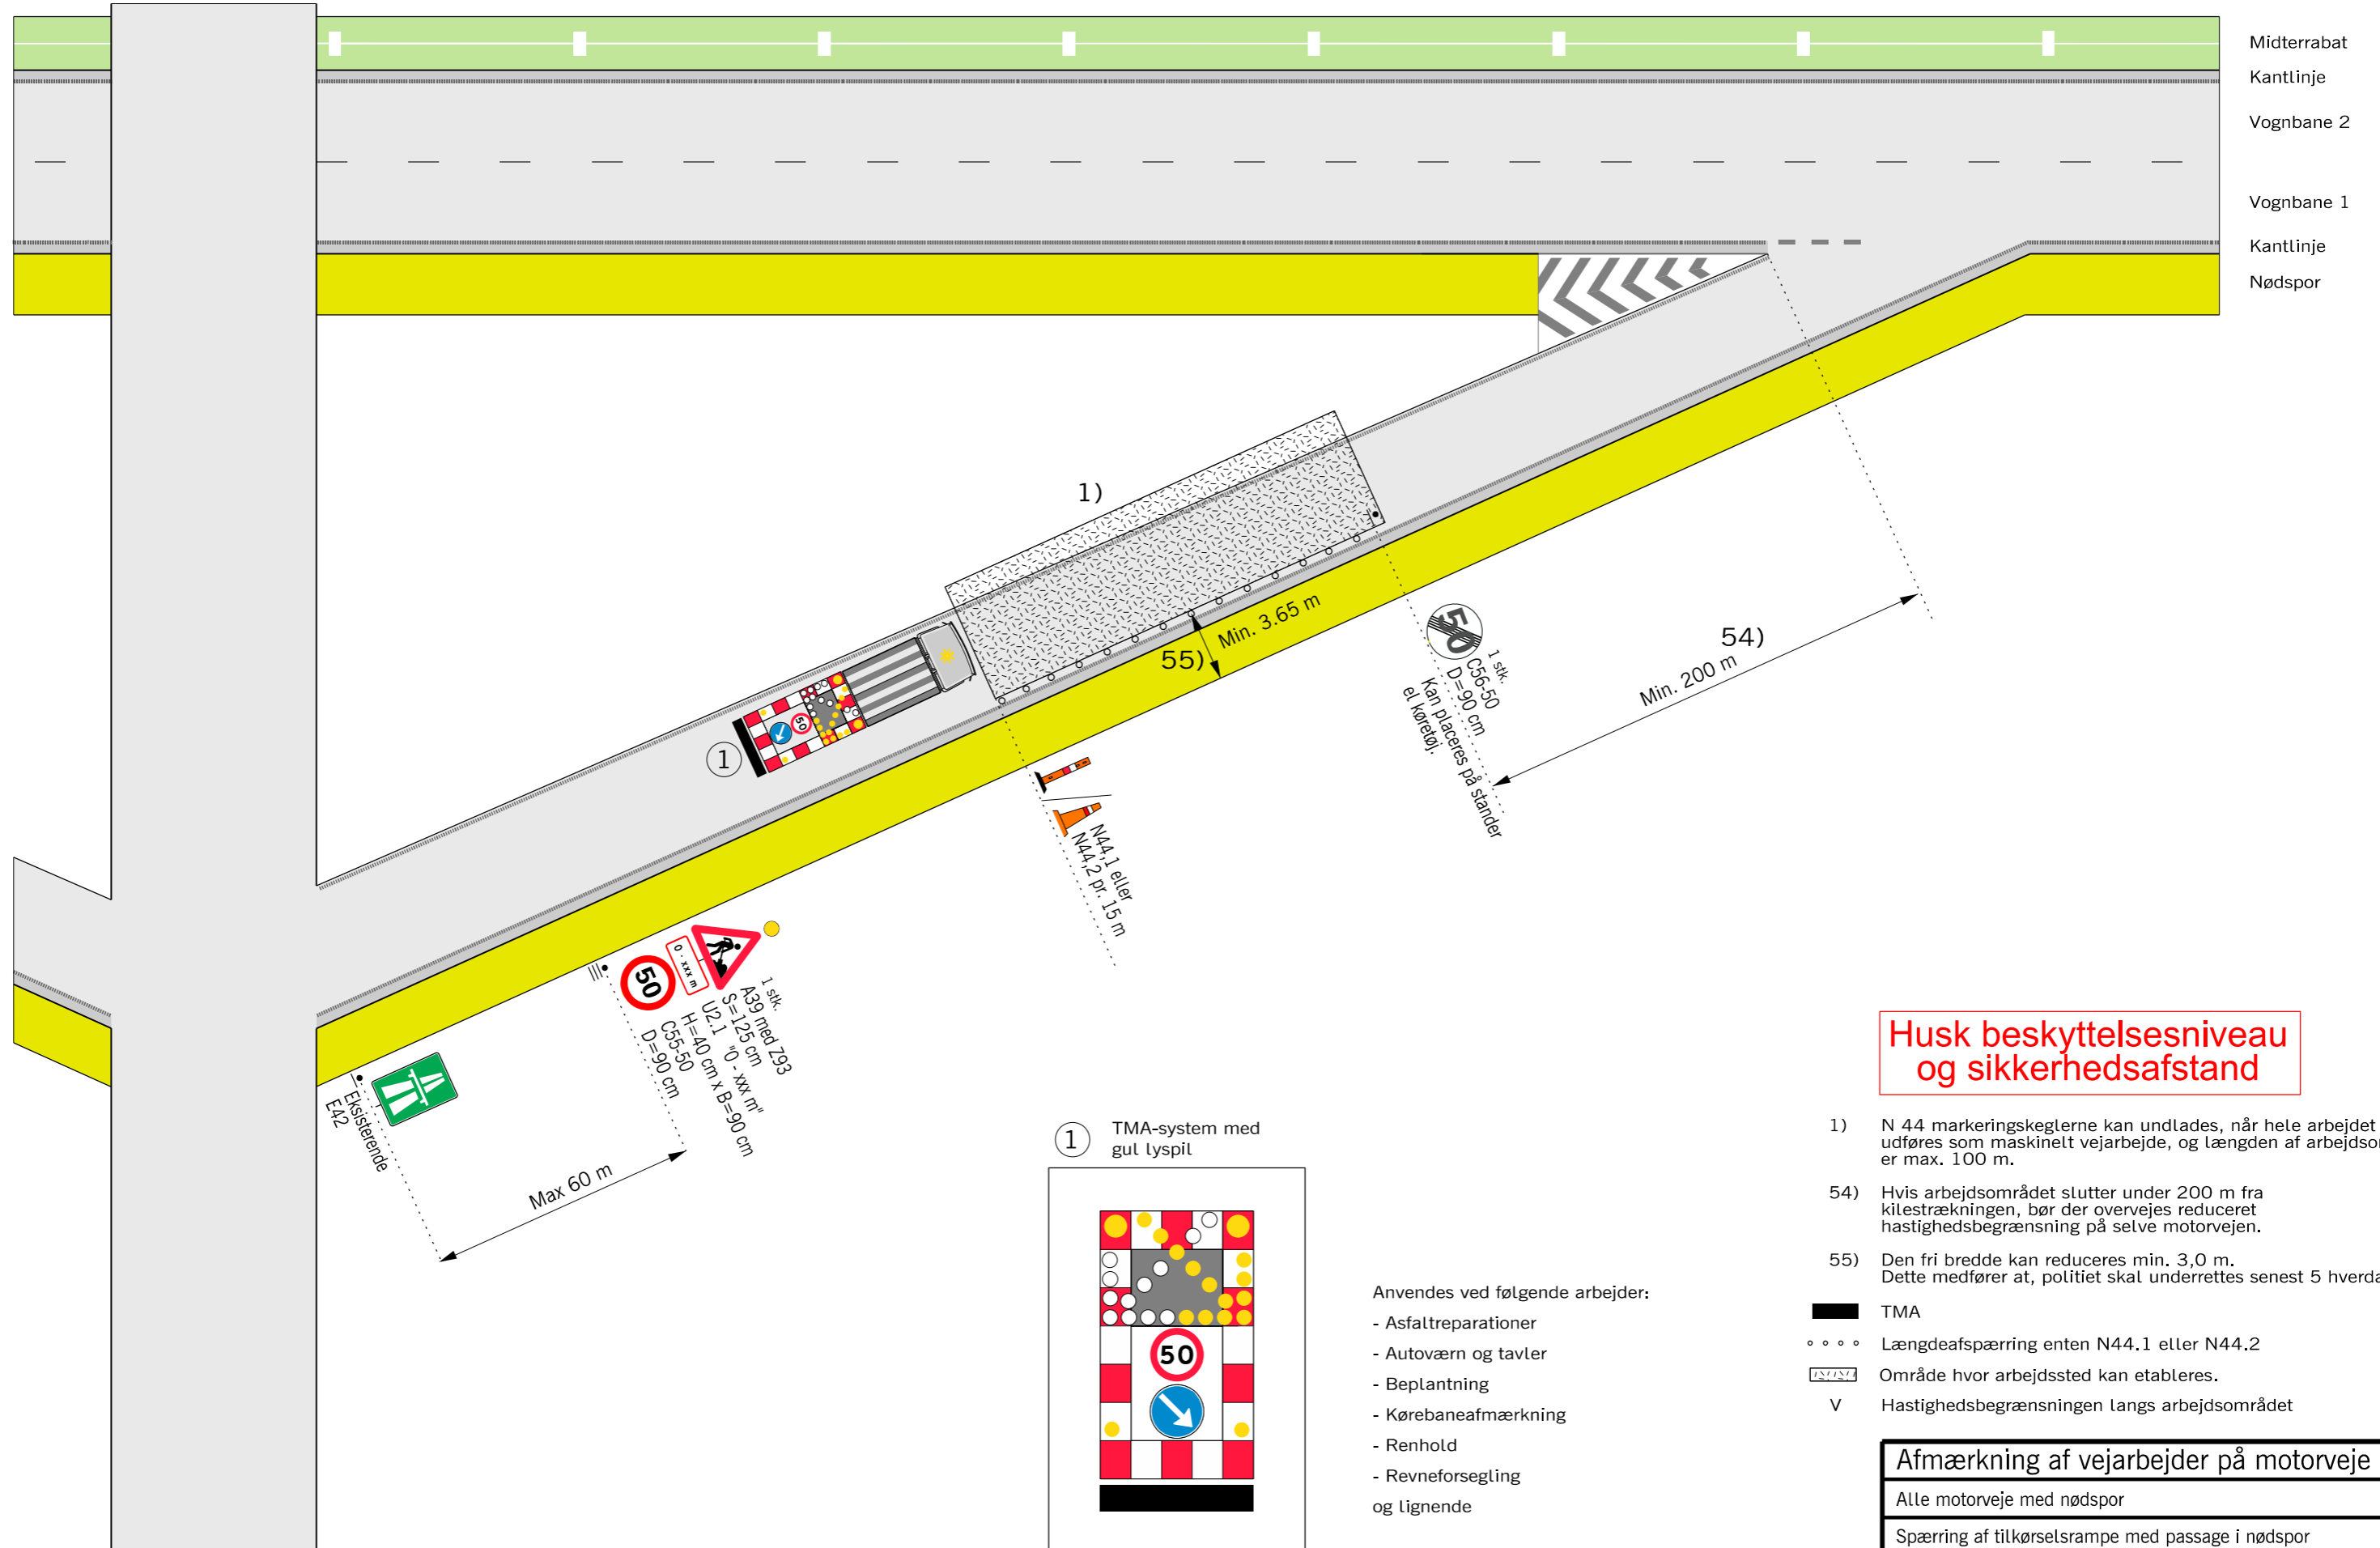 Midterrabat
Kantlinje
Vognbane 2
Vognbane 1
Kantlinje
Nødspor
1)
Min. 3.65 m
55)
54)
Min. 200 m
50
1 stk.
C56-50
D=90 cm
Kan placeres på stander
el køretøj.
50
1
N44,1 eller
N44,2 pr. 15 m
50
0 - xxx m
1 stk.
A39 med Z93
S=125 cm
U2.1 "0 - xxx m"
H=40 cm x B=90 cm
C55-50
D=90 cm
Eksisterende
E42
Max 60 m
1
TMA-system med
gul lyspil
50
Anvendes ved følgende arbejder:
- Asfaltreparationer
- Autoværn og tavler
- Beplantning
- Kørebaneafmærkning
- Renhold
- Revneforsegling
og lignende
Husk beskyttelsesniveau
og sikkerhedsafstand
1) N 44 markeringskeglerne kan undlades, når hele arbejdet
udføres som maskinelt vejarbejde, og længden af
er max. 100 m.
54) Hvis arbejdsområdet slutter under 200 m fra
kilestrækningen, bør der overvejes reduceret
hastighedsbegrænsning på selve motorvejen.
55) Den fri bredde kan reduceres min. 3,0 m.
Dette medfører at, politiet skal underrettes senest 5
TMA
Længdeafspærring enten N44.1 eller N44.2
Område hvor arbejdssted kan etableres.
V Hastighedsbegrænsningen langs arbejdsområdet
Afmærkning af vejarbejder på motorveje
Alle motorveje med nødspor
Spærring af tilkørselsrampe med passage i nødspor